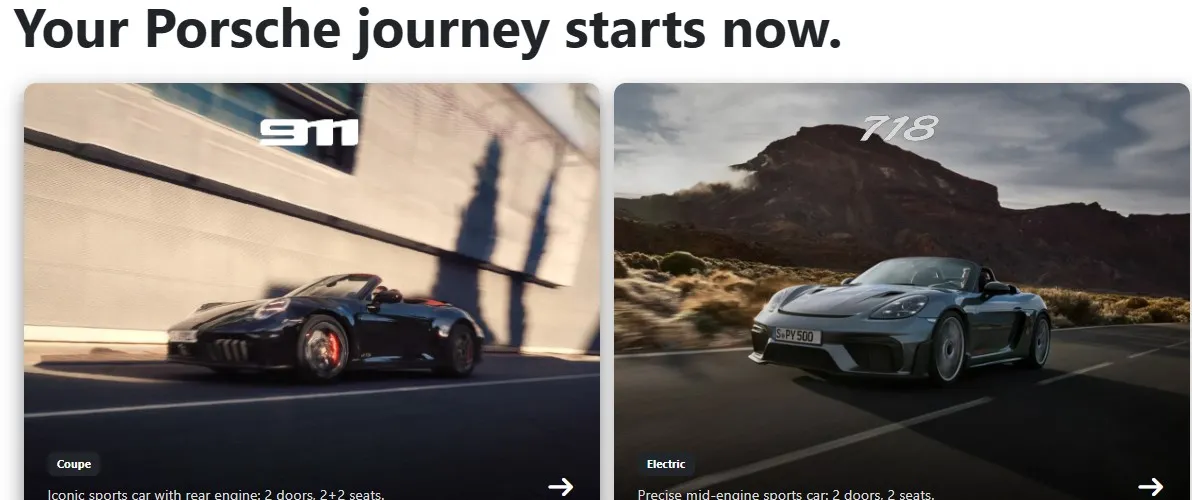 Your Porsche journey starts now.
911
718
S PY 500
Coupe
Electric
Iconic sports car with rear engine: 2 doors, 2+2 seats.
Precise mid-engine sports car: 2 doors, 2 seats.